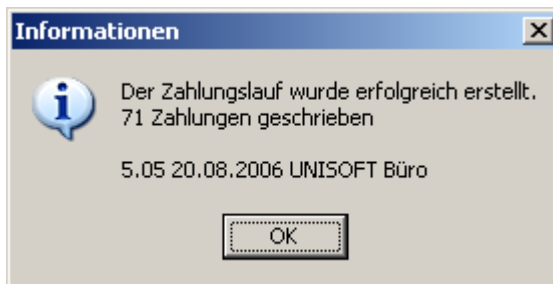 Informationen
Der Zahlungslauf wurde erfolgreich erstellt.
71 Zahlungen geschrieben
5.05 20.08.2006 UNISOFT Büro
OK